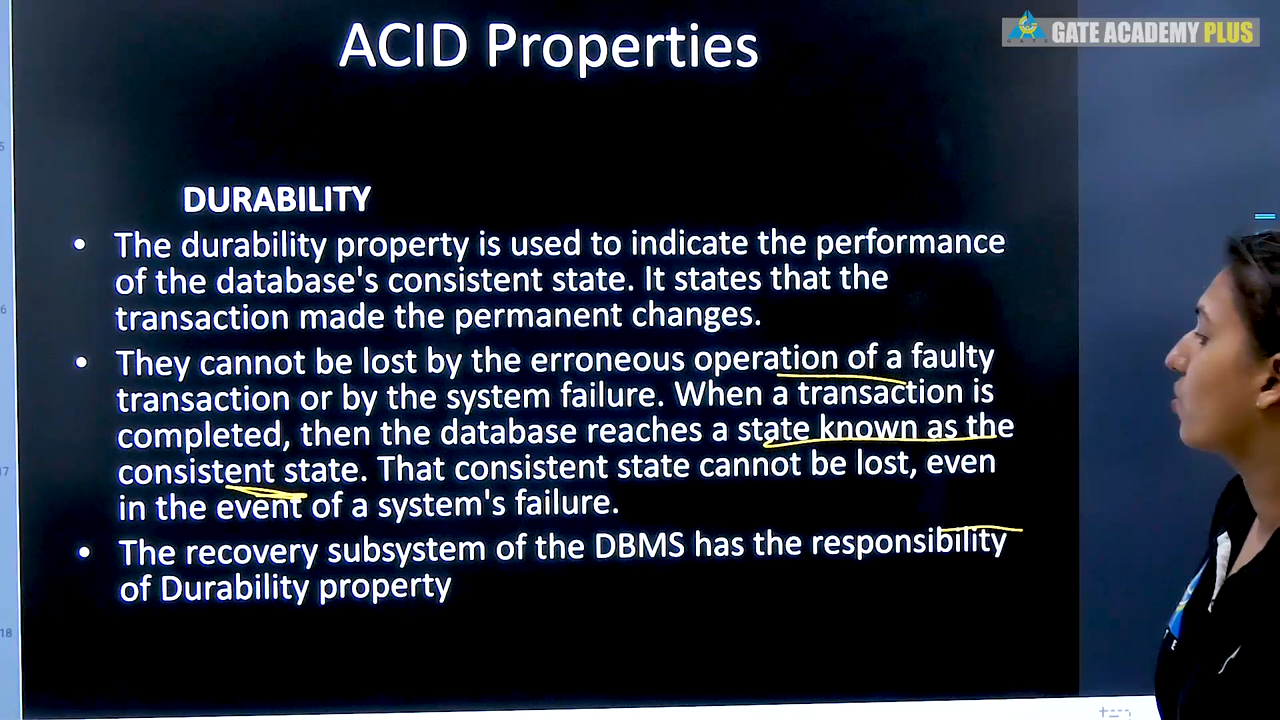 ACID Properties
GATE ACADEMY PLUS
DURABILITY
• The durability property is used to indicate the performance
of the database's consistent state. It states that the
transaction made the permanent changes.
• They cannot be lost by the erroneous operation of a faulty
transaction or by the system failure. When a transaction is
completed, then the database reaches a state known as the
consistent state. That consistent state cannot be lost, even
in the event of a system's failure.
• The recovery subsystem of the DBMS has the responsibility
of Durability property